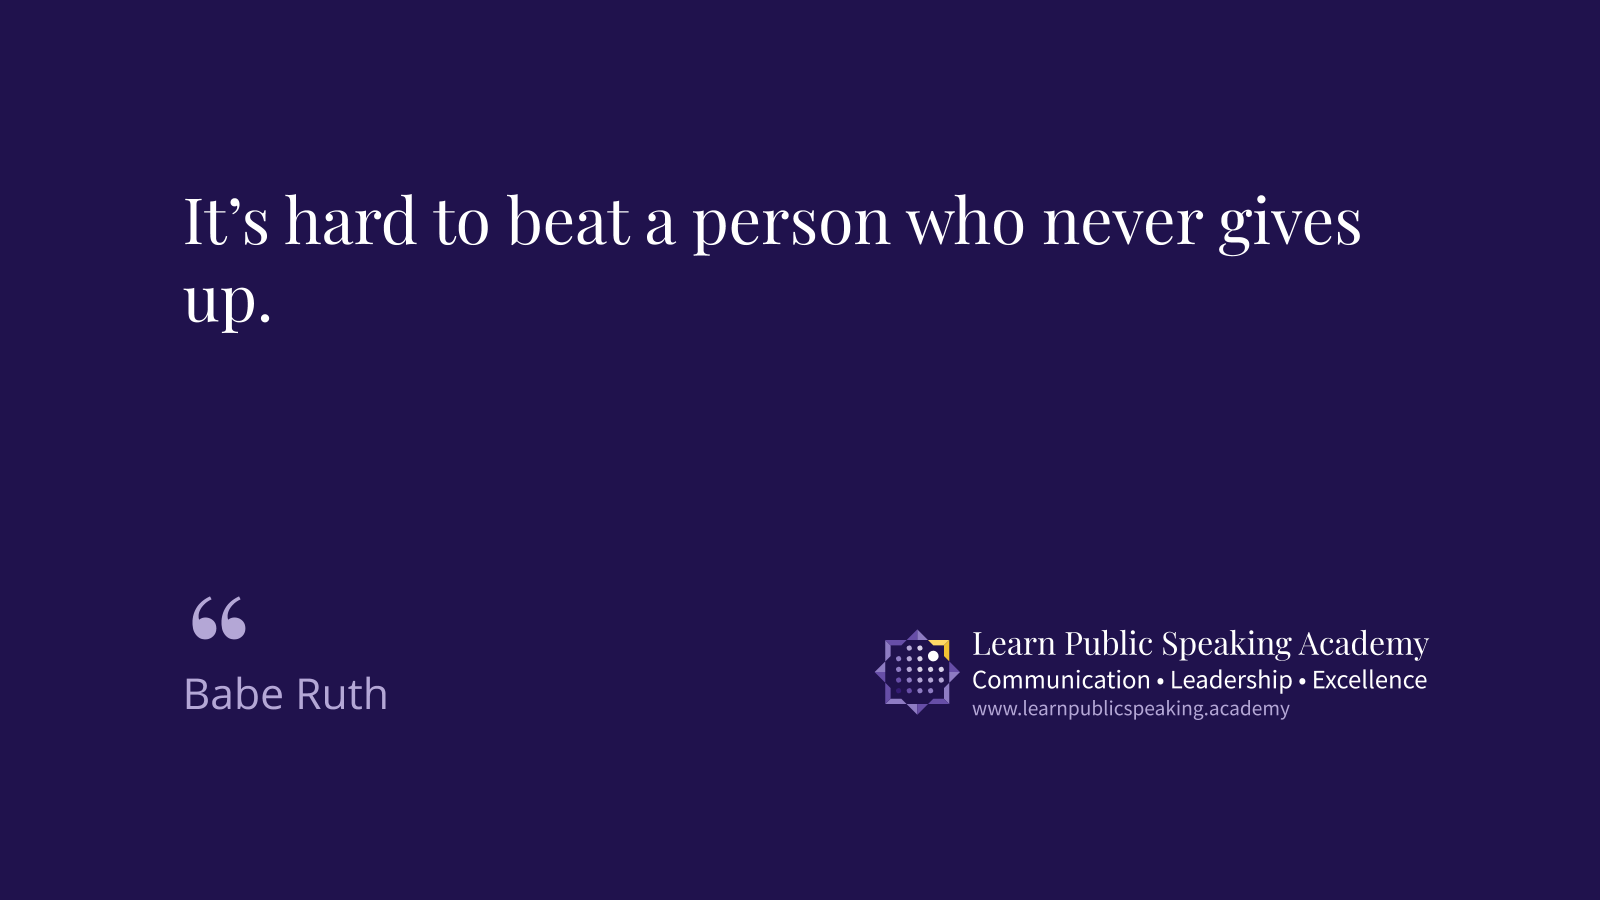 It’s hard to beat a person who never gives
up.
“
Babe Ruth
Learn Public Speaking Academy
Communication • Leadership • Excellence
www.learnpublicspeaking.academy